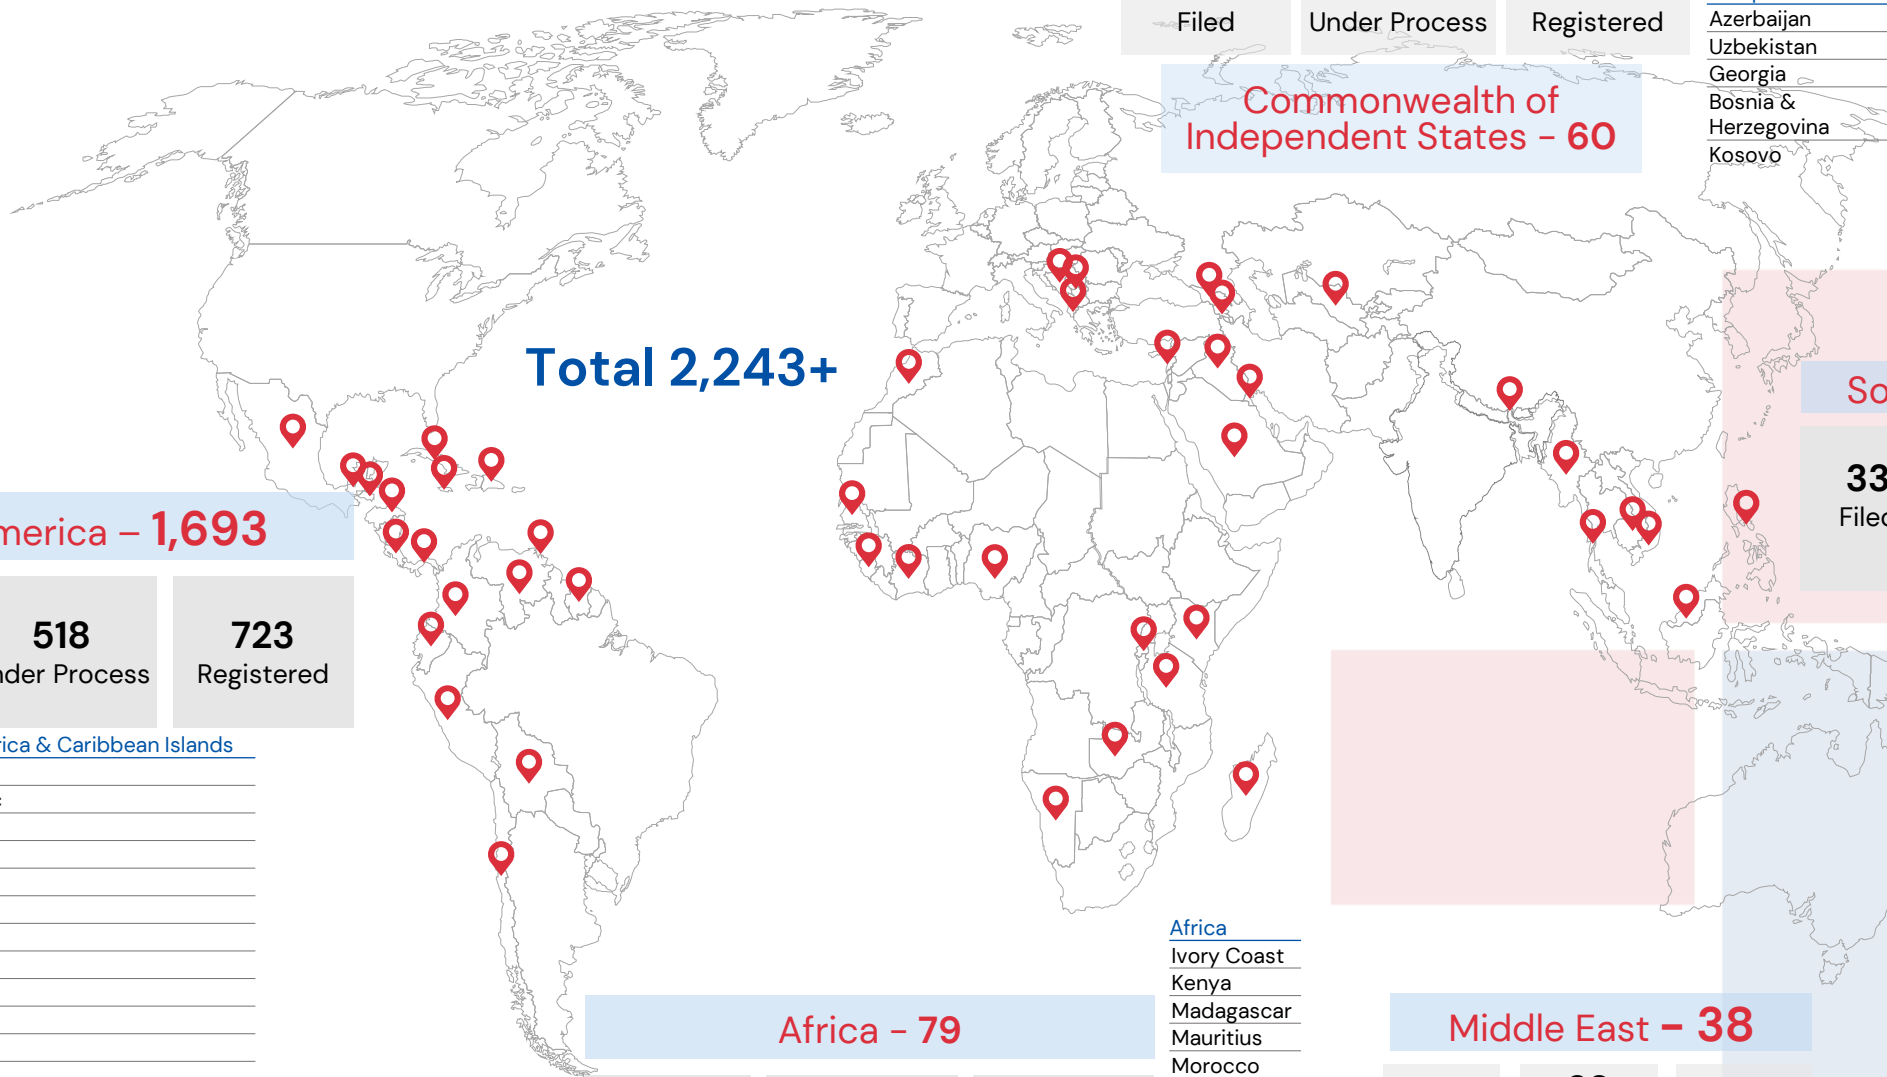 Filed
Under Process
Registered
Azerbaijan
Uzbekistan
Georgia
Bosnia &
Herzegovina
Kosovo
Commonwealth of
Independent States - 60
Total 2,243+
So
33
Filed
merica – 1,693
518
nder Process
723
Registered
rica & Caribbean Islands
Africa
Ivory Coast
Kenya
Madagascar
Mauritius
Morocco
Africa - 79
Middle East - 38